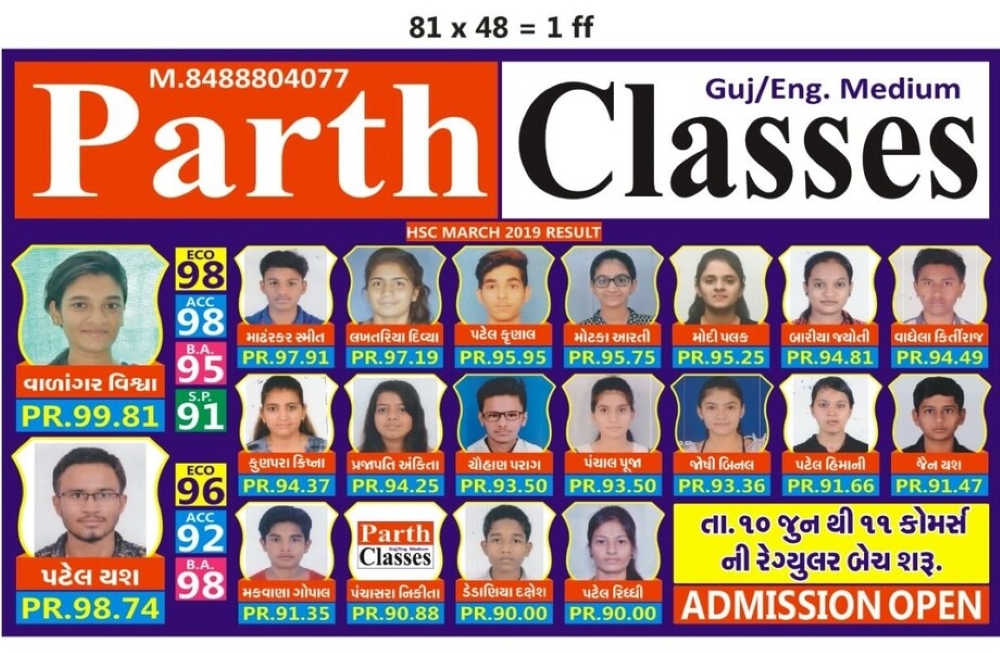 81 x 48 = 1 ff
M.8488804077
Parth
Guj/Eng. Medium
Classes
HSC MARCH 2019 RESULT
વાળાંગર વિશ્વા
PR.99.81
ECO
98
ACC
98
B.A.
95
S.P.
91
માઢંરકર સ્મીત
PR.97.91
લખતરિયા દિવ્યા
PR.97.19
પટેલ કૃણાલ
PR.95.95
મોટકા આરતી
PR.95.75
મોદી પલક
PR.95.25
બારીયા જ્યોતી
PR.94.81
વાઘેલા કિર્તીરાજ
PR.94.49
કુણપરા ક્રિષ્ના
PR.94.37
પ્રજાપતિ અંકિતા
PR.94.25
ચૌહાણ પરાગ
PR.93.50
પંચાલ પૂજા
PR.93.50
જોષી બિનલ
PR.93.36
પટેલ હિમાની
PR.91.66
જૈન યશ
PR.91.47
પટેલ યશ
PR.98.74
ECO
96
ACC
92
B.A.
98
મકવાણા ગોપાલ
PR.91.35
Parth
Guj/Eng. Medium
Classes
પંચાસરા નિકીતા
PR.90.88
ડેડાણિયા દક્ષેશ
PR.90.00
પટેલ રિધ્ધી
PR.90.00
તા.૧૦ જુન થી ૧૧ કોમર્સ
ની રેગ્યુલર બેચ શરૂ.
ADMISSION OPEN